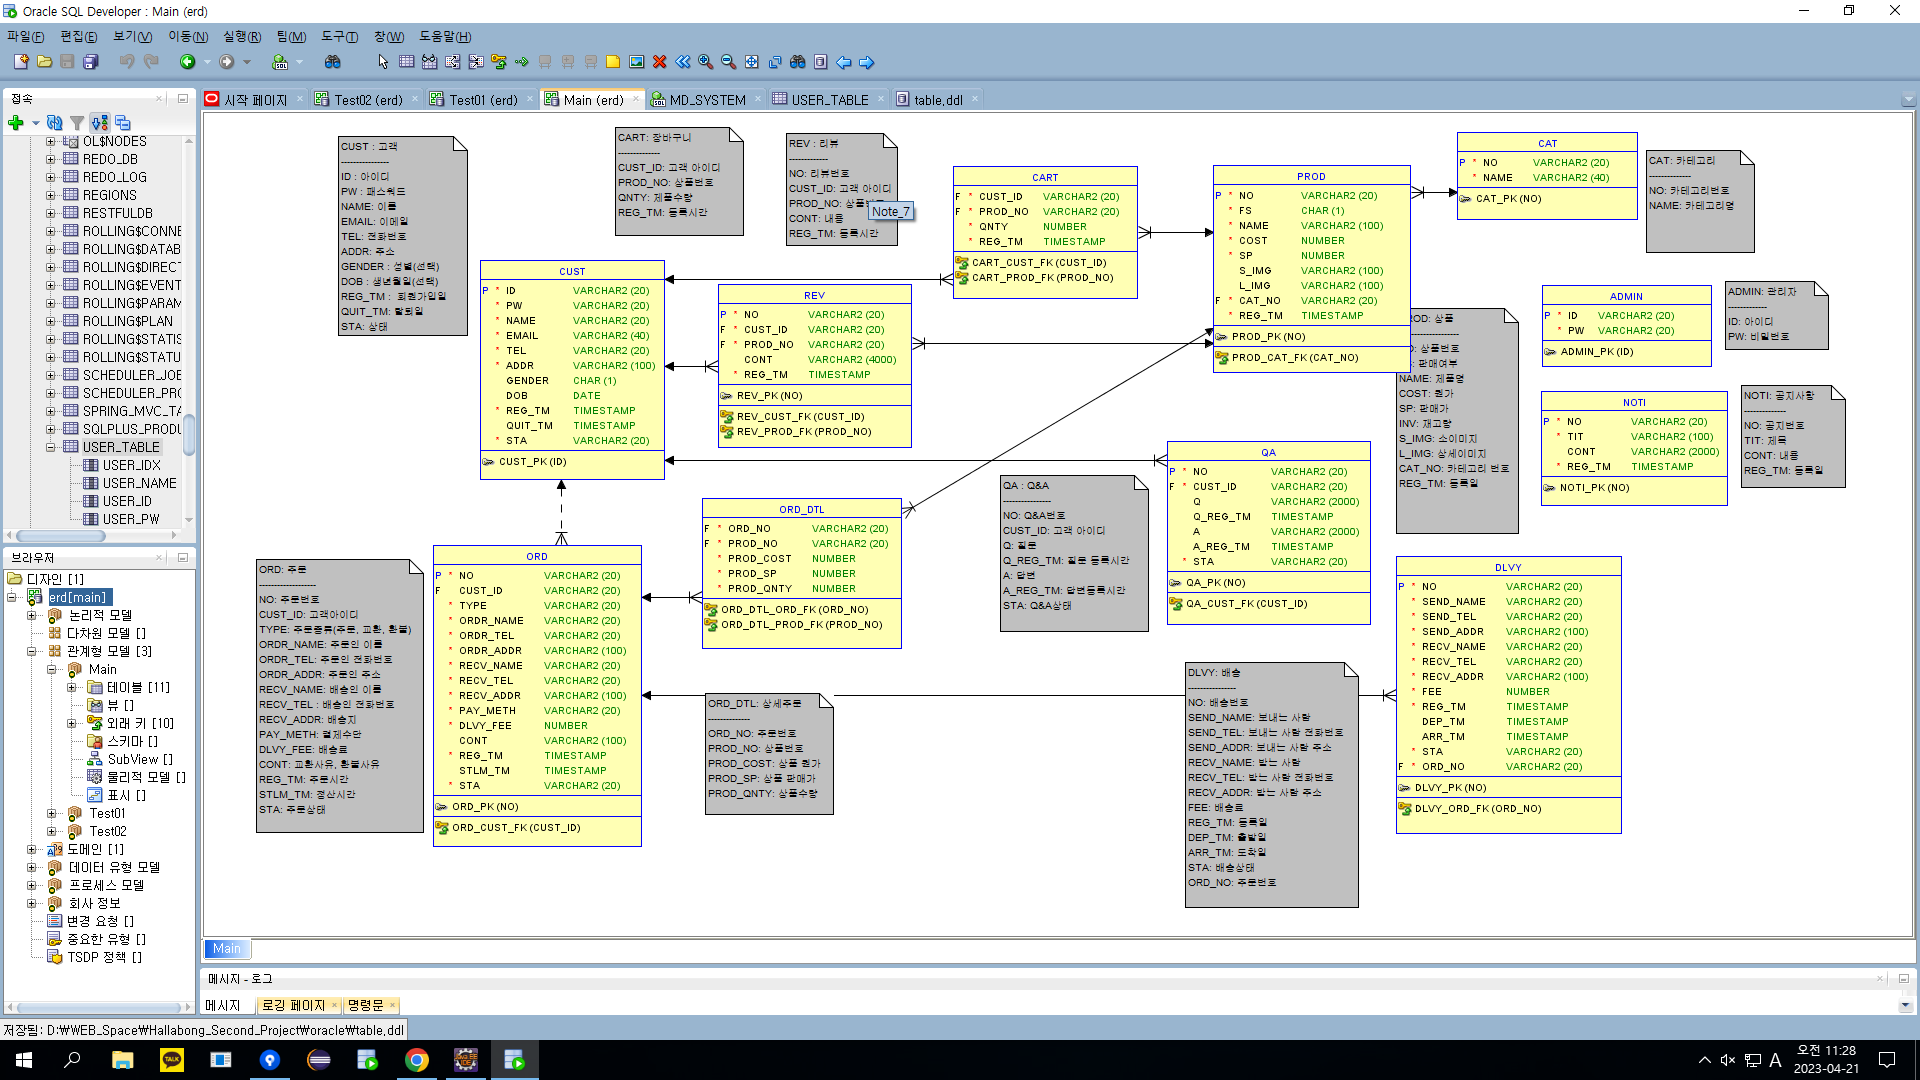 Oracle SQL Developer : Main (erd)
파일(F) 편집(E) 보기(V) 이동(N) 실행(R) 팀(M) 도구(T) 창(W) 도움말(H)
접속
OL$NODES
REDO_DB
REDO_LOG
REGIONS
RESTFULDB
ROLLING$CONNE
ROLLING$DATAB
ROLLING$DIREC
ROLLING$EVENT
ROLLING$PARAM
ROLLING$PLAN
ROLLING$STATIS
ROLLING$STATU
SCHEDULER_JOB
SCHEDULER_PRO
SPRING_MVC_TA
SQLPLUS_PRODU
USER_TABLE
USER_IDX
USER_NAME
USER_ID
USER_PW
브라우저
디자인 [1]
erd[main]
논리적 모델
다차원 모델 []
관계형 모델 [3]
Main
테이블 [11]
뷰 []
외래 키 [10]
스키마 []
SubView []
물리적 모델 []
표시 []
Test01
Test02
도메인 [1]
데이터 유형 모델
프로세스 모델
회사 정보
변경 요청 []
중요한 유형 []
TSDP 정책 []
시작 페이지 Test02 (erd) Test01 (erd) Main (erd) MD_SYSTEM USER_TABLE table,ddl
CUST : 고객
----------------
ID : 아이디
PW : 패스워드
NAME: 이름
EMAIL: 이메일
TEL: 전화번호
ADDR: 주소
GENDER : 성별(선택)
DOB : 생년월일(선택)
REG_TM : 회원가입일
QUIT_TM: 탈퇴일
STA: 상태
CART: 장바구니
--------------
CUST_ID: 고객 아이디
PROD_NO: 상품번호
QNTY: 제품수량
REG_TM: 등록시간
REV : 리뷰
-------------
NO: 리뷰번호
CUST_ID: 고객 아이디
PROD_NO: 상품번호
CONT: 내용
REG_TM: 등록시간
Note_7
CART
F * CUST_ID VARCHAR2 (20)
F * PROD_NO VARCHAR2 (20)
* QNTY NUMBER
* REG_TM TIMESTAMP
CART_CUST_FK (CUST_ID)
CART_PROD_FK (PROD_NO)
PROD
P * NO VARCHAR2 (20)
* FS CHAR (1)
* NAME VARCHAR2 (100)
* COST NUMBER
* SP NUMBER
S_IMG VARCHAR2 (100)
L_IMG VARCHAR2 (100)
F * CAT_NO VARCHAR2 (20)
* REG_TM TIMESTAMP
PROD_PK (NO)
PROD_CAT_FK (CAT_NO)
CAT
P * NO VARCHAR2 (20)
* NAME VARCHAR2 (40)
CAT_PK (NO)
CAT: 카테고리
--------------
NO: 카테고리번호
NAME: 카테고리명
CUST
P * ID VARCHAR2 (20)
* PW VARCHAR2 (20)
* NAME VARCHAR2 (20)
* EMAIL VARCHAR2 (40)
* TEL VARCHAR2 (20)
* ADDR VARCHAR2 (100)
GENDER CHAR (1)
DOB DATE
* REG_TM TIMESTAMP
QUIT_TM TIMESTAMP
* STA VARCHAR2 (20)
CUST_PK (ID)
REV
P * NO VARCHAR2 (20)
F * CUST_ID VARCHAR2 (20)
F * PROD_NO VARCHAR2 (20)
CONT VARCHAR2 (4000)
* REG_TM TIMESTAMP
REV_PK (NO)
REV_CUST_FK (CUST_ID)
REV_PROD_FK (PROD_NO)
ROD: 상품
-----------------
상품번호
: 판매여부
NAME: 제품명
COST: 원가
SP: 판매가
INV: 재고량
S_IMG: 소이미지
L_IMG: 상세이미지
CAT_NO: 카테고리 번호
REG_TM: 등록일
ADMIN
P * ID VARCHAR2 (20)
* PW VARCHAR2 (20)
ADMIN_PK (ID)
ADMIN: 관리자
-------------
ID: 아이디
PW: 비밀번호
NOTI
P * NO VARCHAR2 (20)
* TIT VARCHAR2 (100)
CONT VARCHAR2 (2000)
* REG_TM TIMESTAMP
NOTI_PK (NO)
NOTI: 공지사항
--------------
NO: 공지번호
TIT: 제목
CONT: 내용
REG_TM: 등록일
QA : Q&A
----------------
NO: Q&A번호
CUST_ID: 고객 아이디
Q: 질문
Q_REG_TM: 질문 등록시간
A: 답변
A_REG_TM: 답변등록시간
STA: Q&A상태
QA
P * NO VARCHAR2 (20)
F * CUST_ID VARCHAR2 (20)
Q VARCHAR2 (2000)
Q_REG_TM TIMESTAMP
A VARCHAR2 (2000)
A_REG_TM TIMESTAMP
* STA VARCHAR2 (20)
QA_PK (NO)
QA_CUST_FK (CUST_ID)
ORD_DTL
F * ORD_NO VARCHAR2 (20)
F * PROD_NO VARCHAR2 (20)
* PROD_COST NUMBER
* PROD_SP NUMBER
* PROD_QNTY NUMBER
ORD_DTL_ORD_FK (ORD_NO)
ORD_DTL_PROD_FK (PROD_NO)
ORD: 주문
-------------------
NO: 주문번호
CUST_ID: 고객아이디
TYPE: 주문종류(주문, 교환, 환불)
ORDR_NAME: 주문인 이름
ORDR_TEL: 주문인 전화번호
ORDR_ADDR: 주문인 주소
RECV_NAME: 배송인 이름
RECV_TEL : 배송인 전화번호
RECV_ADDR: 배송지
PAY_METH: 결제수단
DLVY_FEE: 배송료
CONT: 교환사유, 환불사유
REG_TM: 주문시간
STLM_TM: 정산시간
STA: 주문상태
ORD
P * NO VARCHAR2 (20)
F CUST_ID VARCHAR2 (20)
* TYPE VARCHAR2 (20)
* ORDR_NAME VARCHAR2 (20)
* ORDR_TEL VARCHAR2 (20)
* ORDR_ADDR VARCHAR2 (100)
* RECV_NAME VARCHAR2 (20)
* RECV_TEL VARCHAR2 (20)
* RECV_ADDR VARCHAR2 (100)
* PAY_METH VARCHAR2 (20)
* DLVY_FEE NUMBER
CONT VARCHAR2 (100)
* REG_TM TIMESTAMP
STLM_TM TIMESTAMP
* STA VARCHAR2 (20)
ORD_PK (NO)
ORD_CUST_FK (CUST_ID)
ORD_DTL: 상세주문
--------------
ORD_NO: 주문번호
PROD_NO: 상품번호
PROD_COST: 상품 원가
PROD_SP: 상품 판매가
PROD_QNTY: 상품수량
DLVY: 배송
----------------
NO: 배송번호
SEND_NAME: 보내는 사람
SEND_TEL: 보내는 사람 전화번호
SEND_ADDR: 보내는 사람 주소
RECV_NAME: 받는 사람
RECV_TEL: 받는 사람 전화번호
RECV_ADDR: 받는 사람 주소
FEE: 배송료
REG_TM: 등록일
DEP_TM: 출발일
ARR_TM: 도착일
STA: 배송상태
ORD_NO: 주문번호
DLVY
P * NO VARCHAR2 (20)
* SEND_NAME VARCHAR2 (20)
* SEND_TEL VARCHAR2 (20)
* SEND_ADDR VARCHAR2 (100)
* RECV_NAME VARCHAR2 (20)
* RECV_TEL VARCHAR2 (20)
* RECV_ADDR VARCHAR2 (100)
* FEE NUMBER
* REG_TM TIMESTAMP
DEP_TM TIMESTAMP
ARR_TM TIMESTAMP
* STA VARCHAR2 (20)
F * ORD_NO VARCHAR2 (20)
DLVY_PK (NO)
DLVY_ORD_FK (ORD_NO)
Main
메시지 - 로그
메시지 로깅 페이지 명령문
저장됨: D:₩WEB_Space₩Hallabong_Second_Project₩oracle₩table,ddl
TALK
A
오전 11:28
2023-04-21